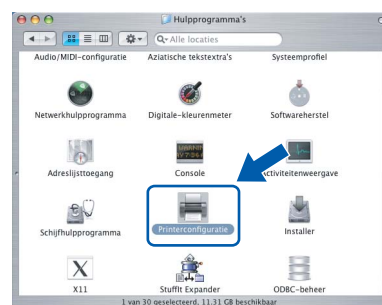 Hulpprogramma's
Alle locaties
Audio/MIDI-configuratie Aziatische tekstextra's Systeemprofiel
Netwerkhulpprogramma Digitale-kleurenmeter Softwareherstel
Adreslijsttoegang Console Activiteitenweergave
Schijfhulpprogramma Printerconfiguratie Installer
X11 StuffIt Expander ODBC-beheer
1 van 30 geselecteerd, 11,31 GB beschikbaar